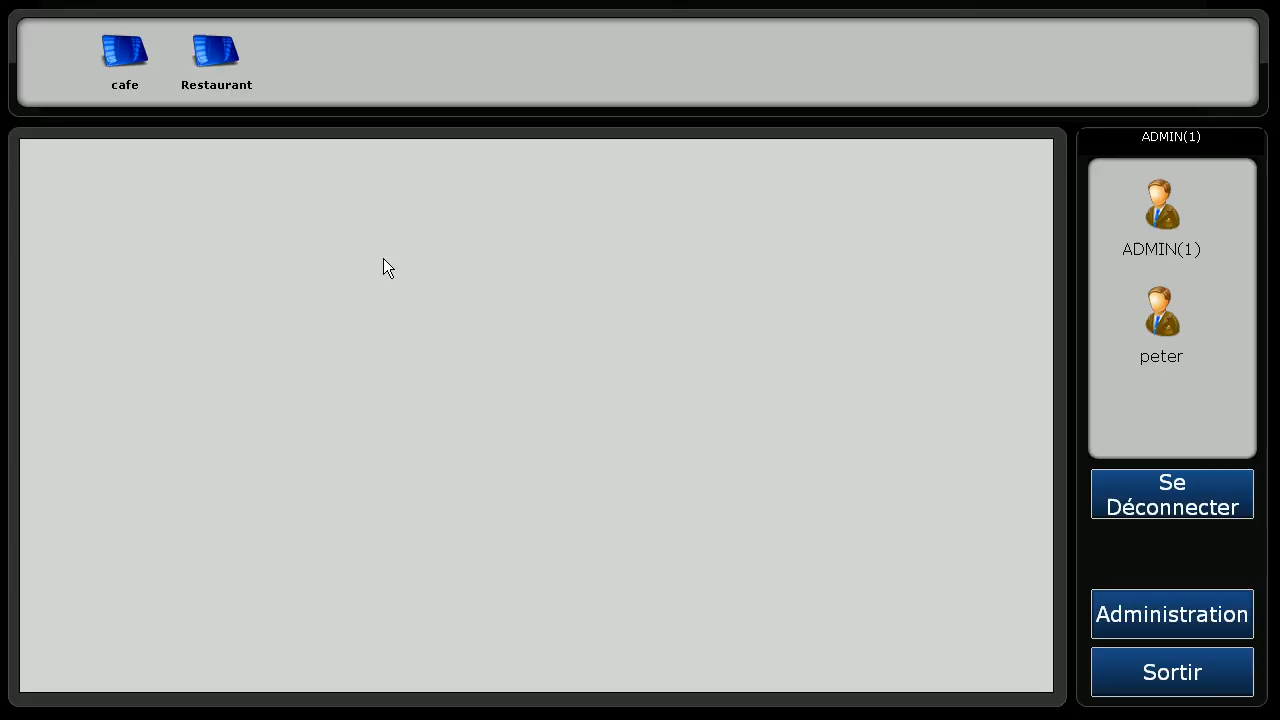 cafe
Restaurant
ADMIN(1)
ADMIN(1)
peter
Se
Déconnecter
Administration
Sortir